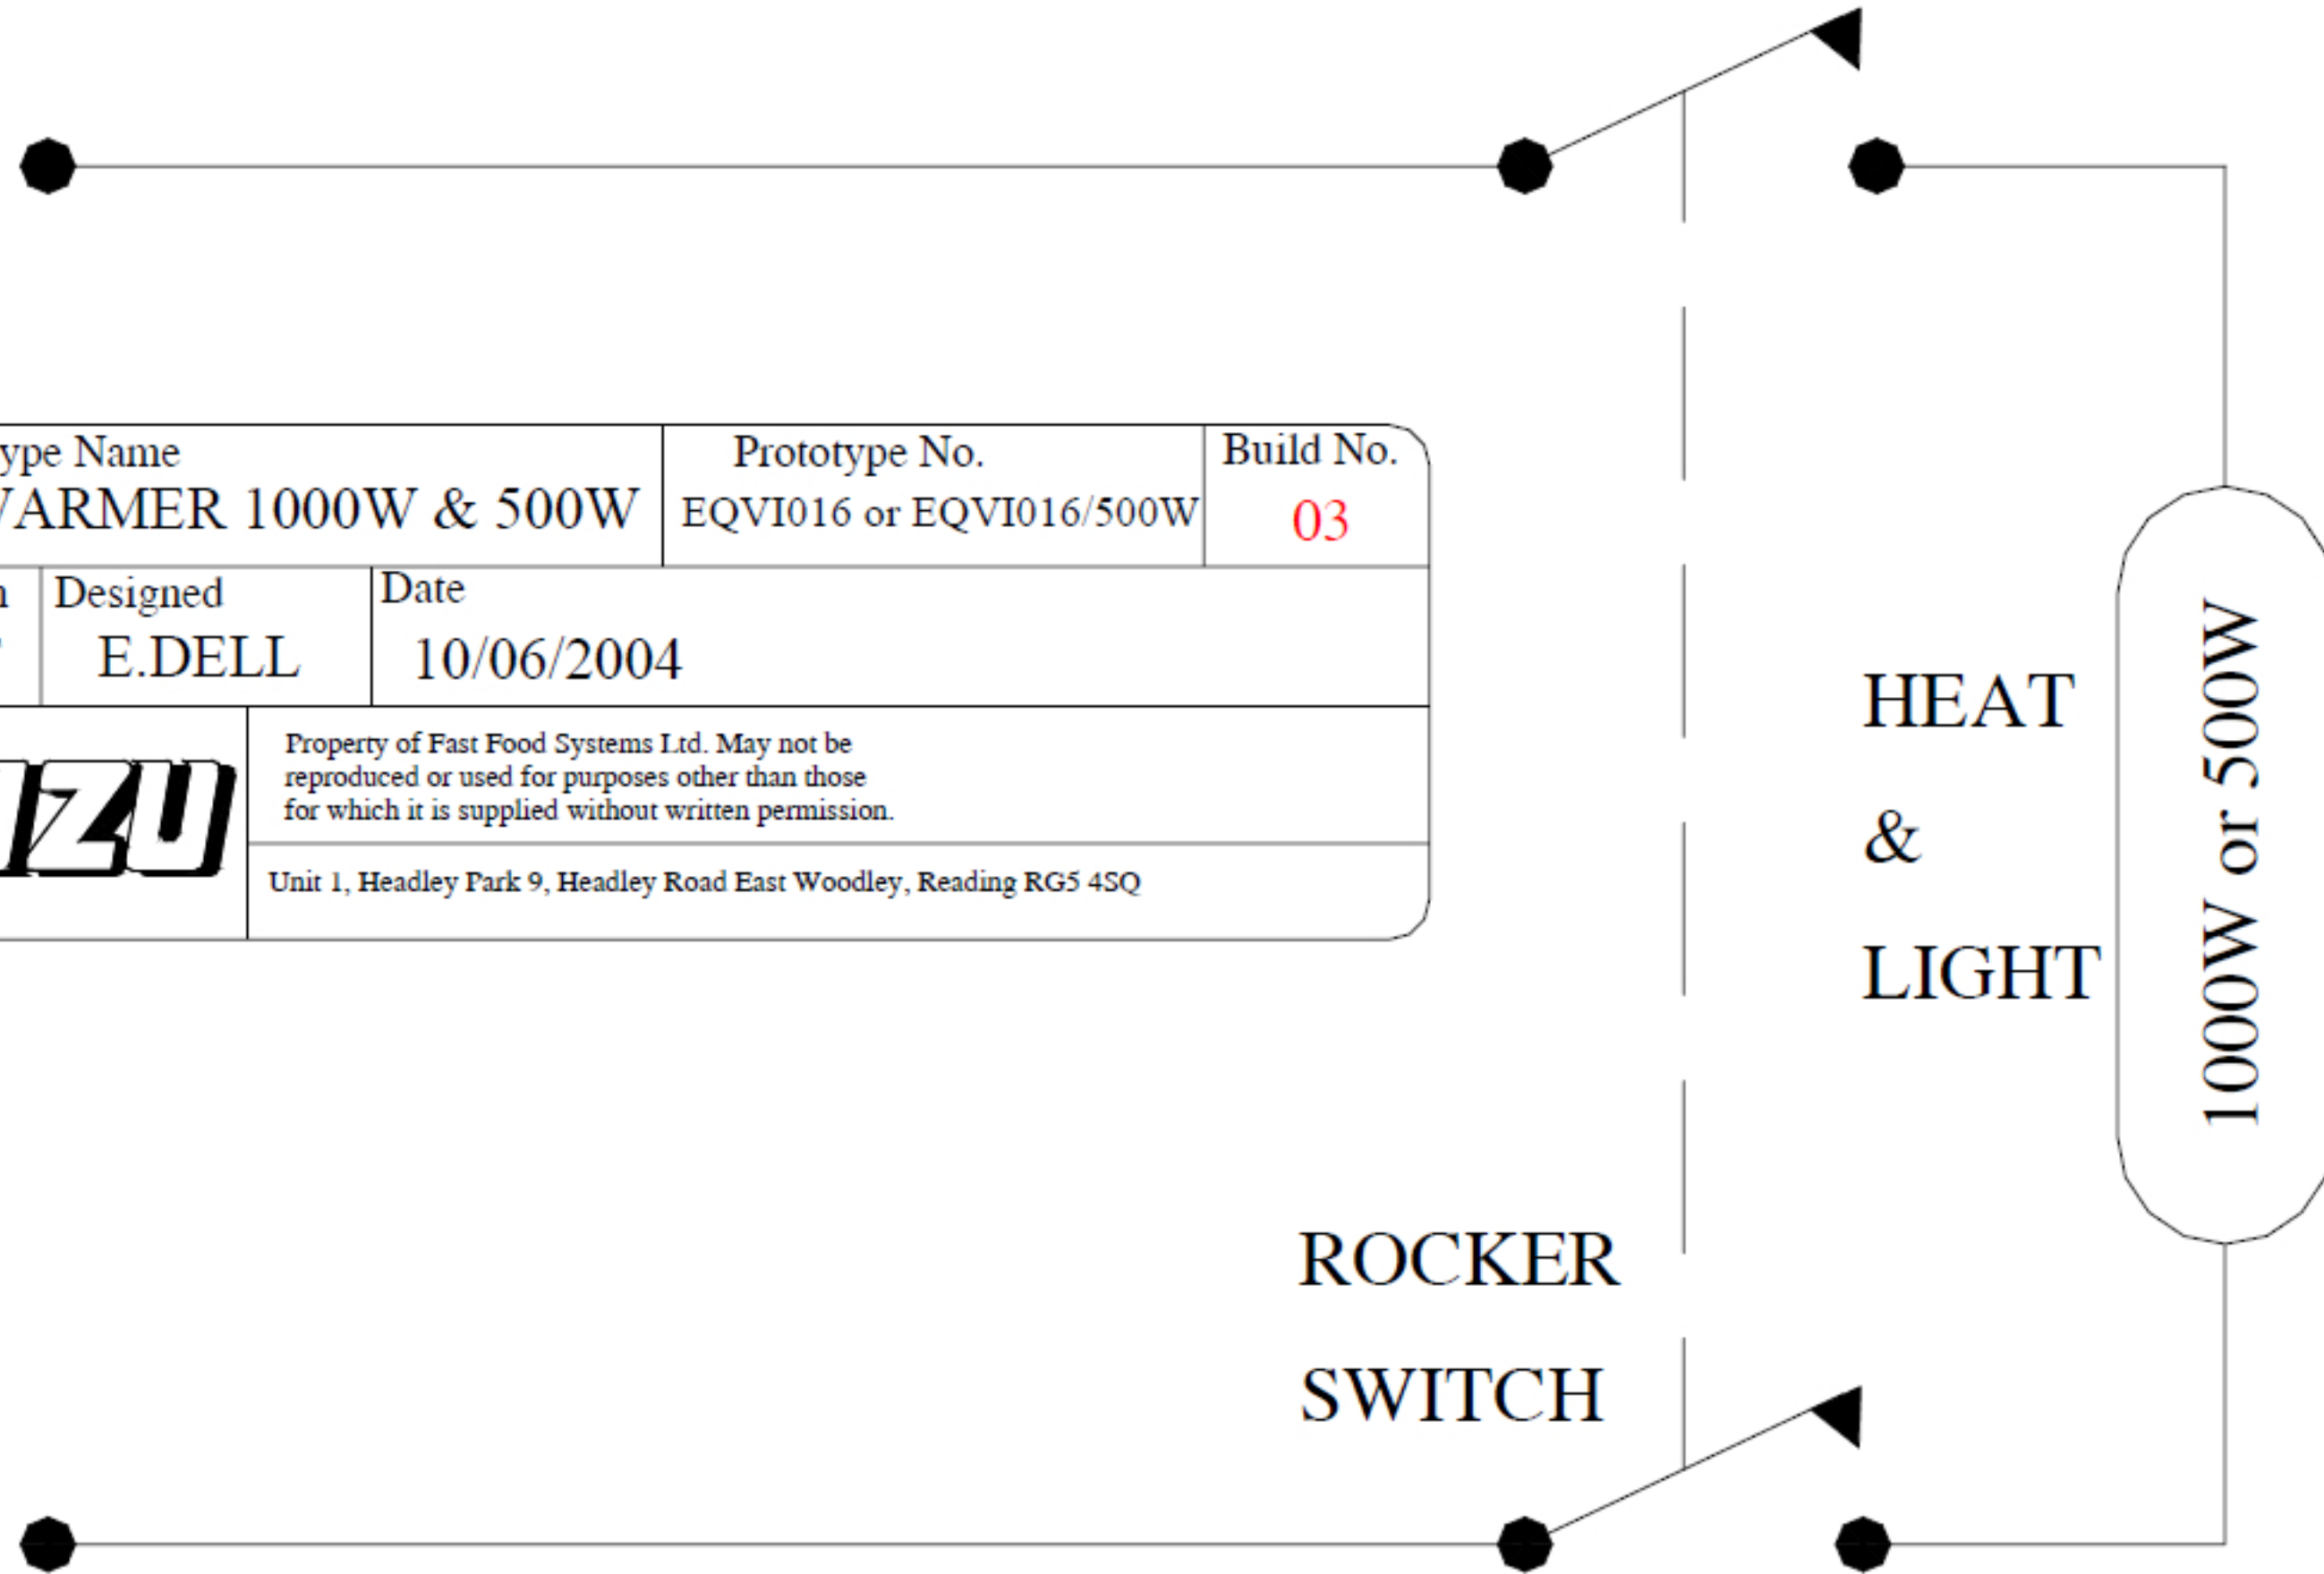 ype Name
Prototype No.
Build No.
WARMER 1000W & 500W
EQVI016 or EQVI016/500W
03
Designed
Date
E.DELL
10/06/2004
Property of Fast Food Systems Ltd. May not be
reproduced or used for purposes other than those
for which it is supplied without written permission.
Unit 1, Headley Park 9, Headley Road East Woodley, Reading RG5 4SQ
HEAT
&
LIGHT
1000W or 500W
ROCKER
SWITCH